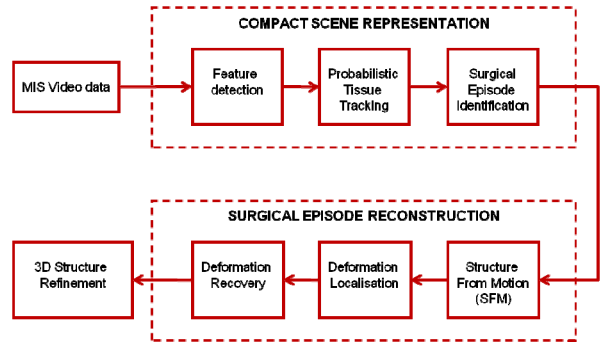 COMPACT SCENE REPRESENTATION
MIS Video data
Feature
detection
Probabilistic
Tissue
Tracking
Surgical
Episode
Identification
SURGICAL EPISODE RECONSTRUCTION
3D Structure
Refinement
Deformation
Recovery
Deformation
Localisation
Structure
From Motion
(SFM)